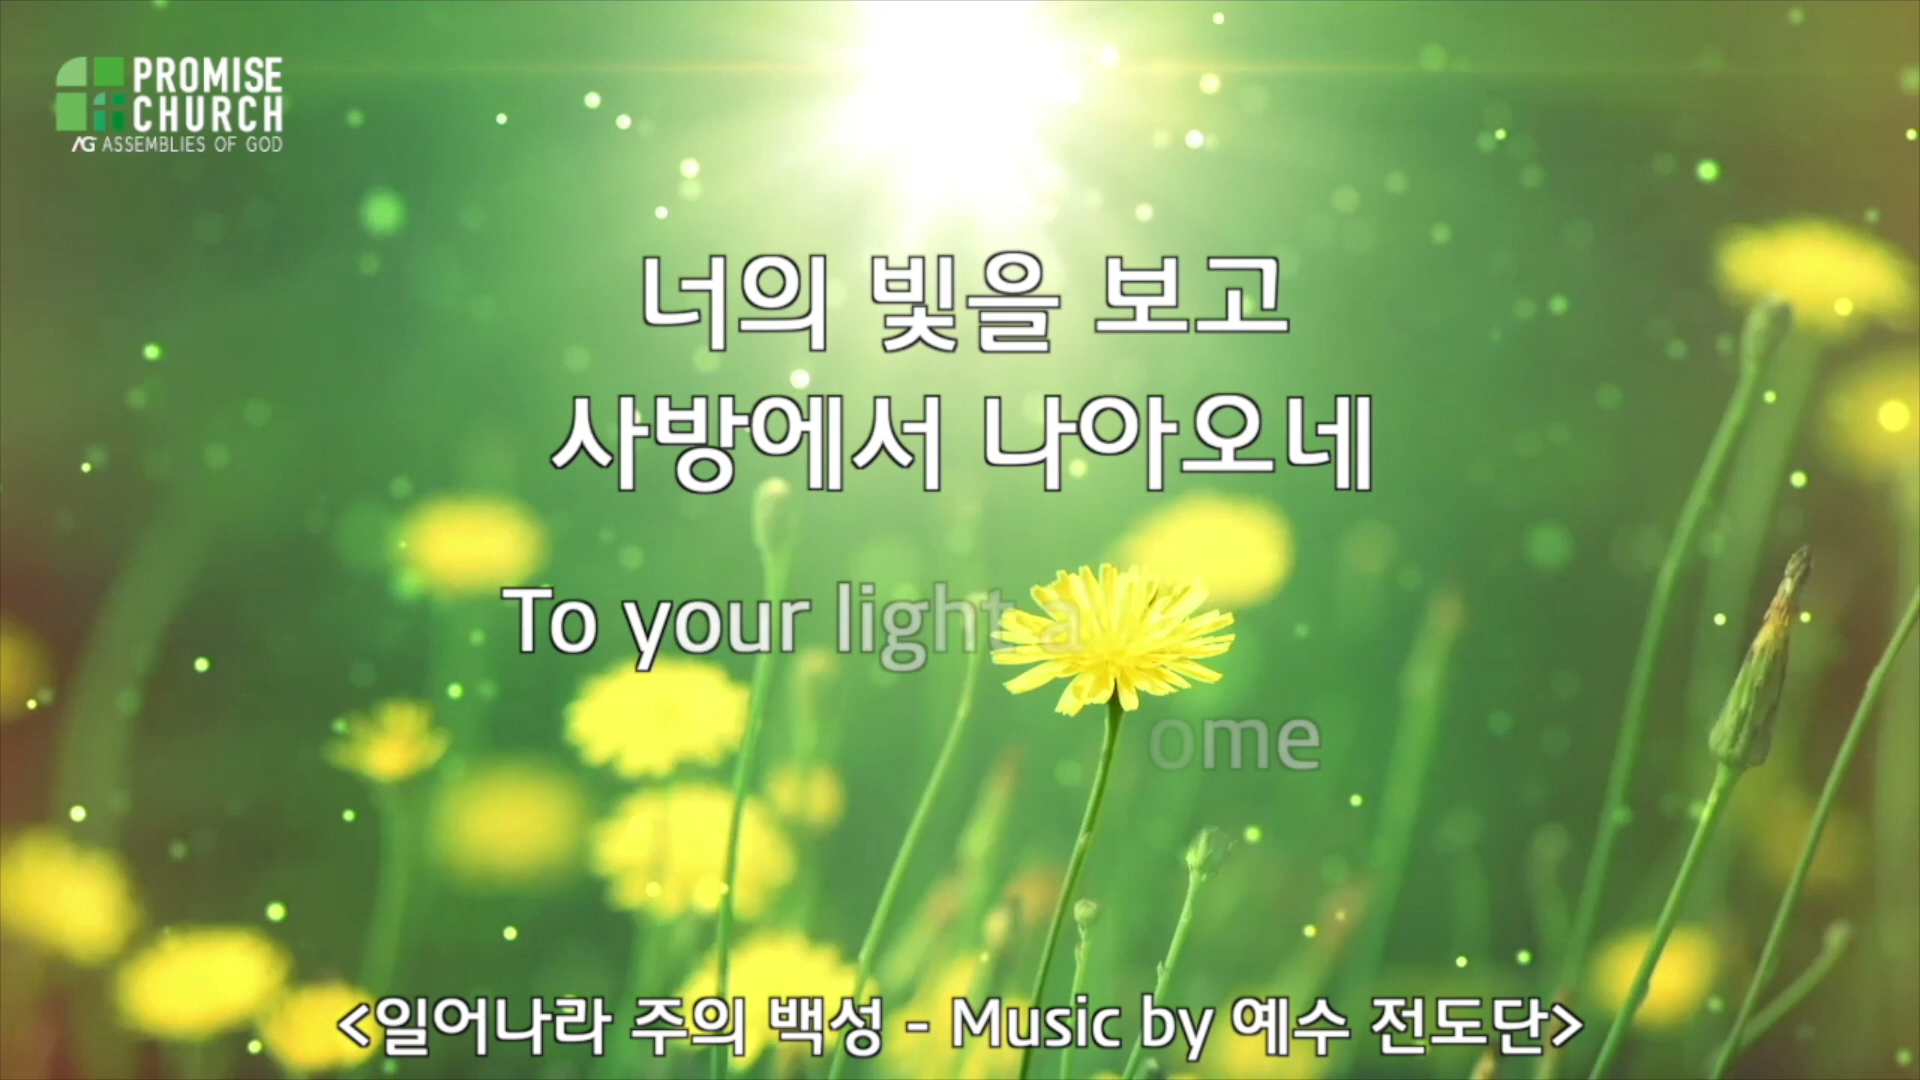 PROMISE
CHURCH
AG ASSEMBLIES OF GOD
너의 빛을 보고
사방에서 나아오네
To your light
<일어나라 주의 백성 - Music by 예수 전도단>